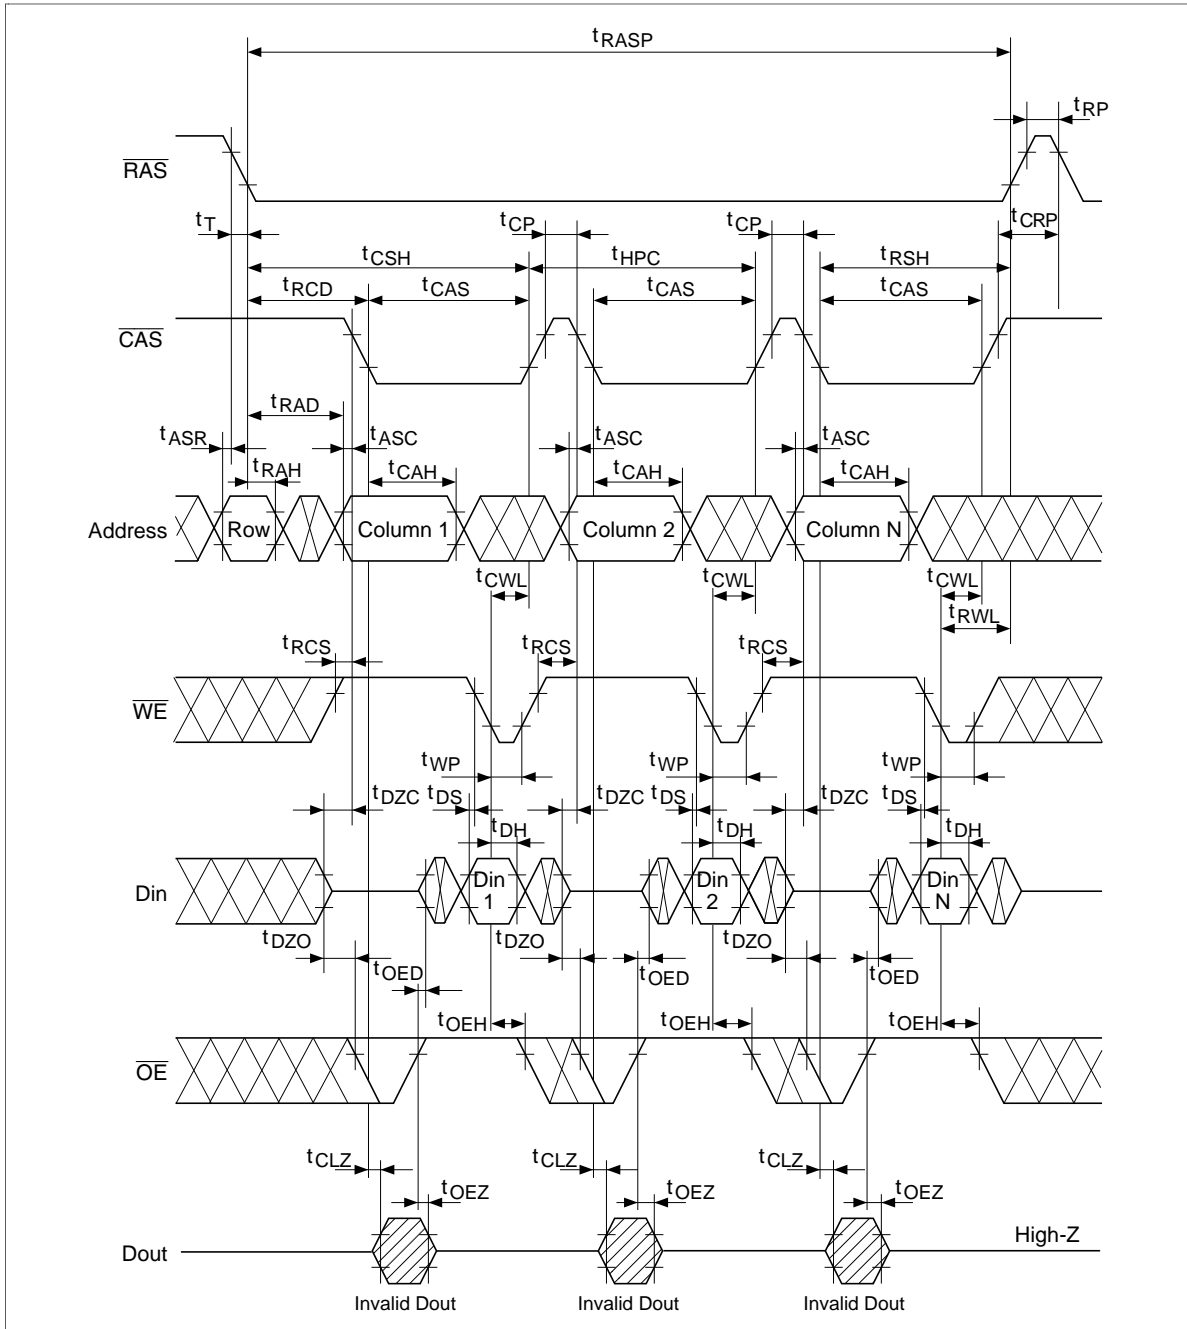 tRASP
tRP
RAS
tT
tCP
tCP
tCRP
tCSH
tHPC
tRSH
tRCD
tCAS
tCAS
tCAS
CAS
tRAD
tASR
tASC
tASC
tASC
tRAH
tCAH
tCAH
tCAH
Address
Row
Column 1
Column 2
Column N
tCWL
tCWL
tCWL
tRWL
tRCS
tRCS
tRCS
WE
tWP
tWP
tWP
tDZC
tDS
tDZC
tDS
tDZC
tDS
tDH
tDH
tDH
Din
Din 1
Din 2
Din N
tDZO
tDZO
tDZO
tOED
tOED
tOED
tOEH
tOEH
tOEH
OE
tCLZ
tCLZ
tCLZ
tOEZ
tOEZ
tOEZ
High-Z
Dout
Invalid Dout
Invalid Dout
Invalid Dout